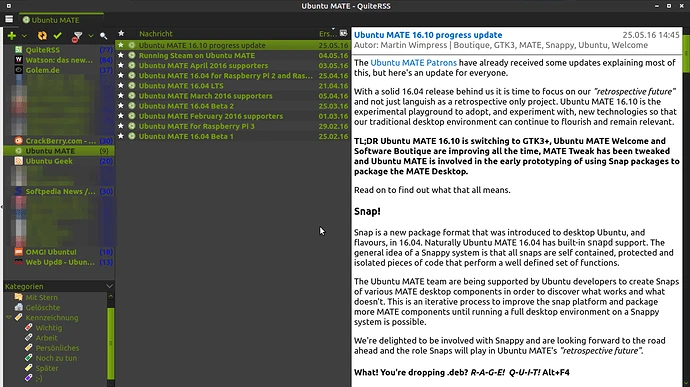 Ubuntu MATE - QuiteRSS
Ubuntu MATE
QuiteRSS (77)
Watson: das new...
Golem.de
CrackBerry.com -...
Ubuntu MATE (9)
Ubuntu Geek (20)
Softpedia News /...
OMG! Ubuntu! (18)
Web Upd8 - Ubun...
Kategorien
Mit Stern
Gelöschte
Kennzeichnung
Wichtig
Arbeit
Persönliches
Noch zu tun
Später
;-)
Nachricht Ers...
Ubuntu MATE 16.10 progress update 25.05.16
Running Steam on Ubuntu MATE 04.05.16
Ubuntu MATE April 2016 supporters 03.05.16
Ubuntu MATE 16.04 for Raspberry Pi 2 and Ras... 25.04.16
Ubuntu MATE 16.04 LTS 21.04.16
Ubuntu MATE March 2016 supporters 01.04.16
Ubuntu MATE 16.04 Beta 2 25.03.16
Ubuntu MATE February 2016 supporters 01.03.16
Ubuntu MATE for Raspberry Pi 3 29.02.16
Ubuntu MATE 16.04 Beta 1 25.02.16
Ubuntu MATE 16.10 progress update 25.05.16 14:45
Autor: Martin Wimpress | Boutique, GTK3, MATE, Snappy, Ubuntu, Welcome
The Ubuntu MATE Patrons have already received some updates explaining most
of this, but here's an update for everyone.
With a solid 16.04 release behind us it is time to focus on our "retrospective future"
and not just languish as a retrospective only project. Ubuntu MATE 16.10 is the
experimental playground to adopt, and experiment with, new technologies so that
our traditional desktop environment can continue to flourish and remain relevant.
TL;DR Ubuntu MATE 16.10 is switching to GTK3+, Ubuntu MATE Welcome and
Software Boutique are improving all the time, MATE Tweak has been tweaked
and Ubuntu MATE is involved in the early prototyping of using Snap packages to
package the MATE Desktop.
Read on to find out what that all means.
Snap!
Snap is a new package format that was introduced to desktop Ubuntu, and
flavours, in 16.04. Naturally Ubuntu MATE 16.04 has built-in snapd support. The
general idea of a Snappy system is that all snaps are self contained, protected and
isolated pieces of code that perform a well defined set of functions.
The Ubuntu MATE team are being supported by Ubuntu developers to create Snaps
of various MATE desktop components in order to discover what works and what
doesn't. This is an iterative process to improve the snap platform and package
more MATE components until running a full desktop environment on a Snappy
system is possible.
We're delighted to be involved with Snappy and are looking forward to the road
ahead and the role Snaps will play in Ubuntu MATE's "retrospective future".
What! You're dropping .deb? R-A-G-E! Q-U-I-T! Alt+F4